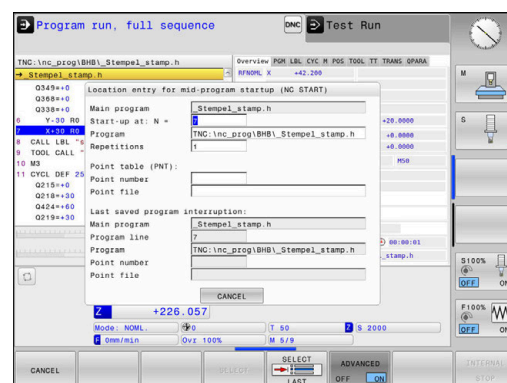 Program run, full sequence
DNC
Test Run
TNC:\nc_prog\BHB\_Stempel_stamp.h
→_Stempel_stamp.h
Overview PGM LBL CYC M POS TOOL TT TRANS QPARA
RFNOML X +42.200
Q349=+0
Q368=+0
Q338=+0
6 Y-30 R0
7 X+30 R0
8 CALL LBL "s
9 TOOL CALL "
10 M3
11 CYCL DEF 25
Q215=+0
Q218=+30
Q424=+60
Q219=+30
Location entry for mid-program startup (NC START)
Main program _Stempel_stamp.h
Start-up at: N = 7
Program TNC:\nc_prog\BHB\_Stempel_stamp.h
Repetitions 1
Point table (PNT):
Point number
Point file
Last saved program interruption:
Main program _Stempel_stamp.h
Program line 7
Program TNC:\nc_prog\BHB\_Stempel_stamp.h
Point number
Point file
CANCEL
+20.0000
+0.0000
+0.0000
M50
00:00:01
_stamp.h
Z +226.057
Mode: NOML. 0 T 50 Z S 2000
F 0mm/min Ovr 100% M 5/9
M
S
S100%
OFF ON
F100%
OFF ON
CANCEL
SELECT
SELECT
LAST
ADVANCED
OFF ON
INTERNAL
STOP